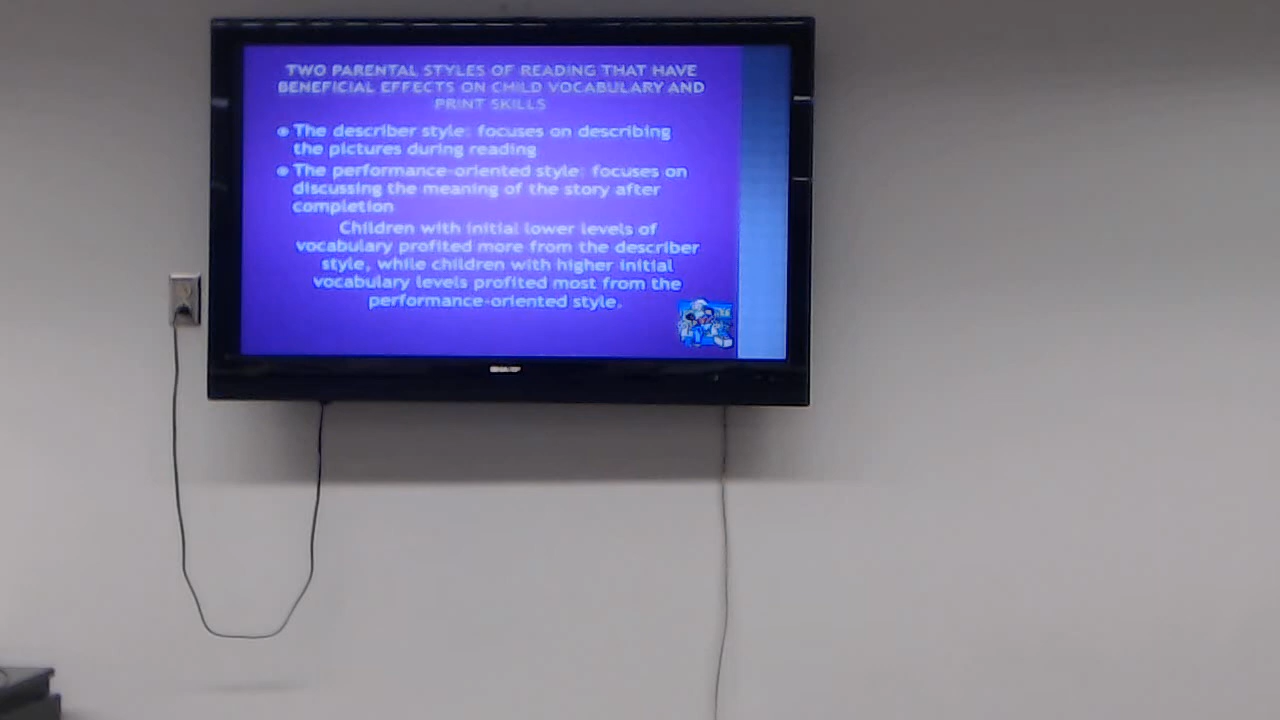 TWO PARENTAL STYLES OF READING THAT HAVE
BENEFICIAL EFFECTS ON CHILD VOCABULARY AND
PRINT SKILLS
The describer style: focuses on describing
the pictures during reading
The performance-oriented style: focuses on
discussing the meaning of the story after
completion
Children with initial lower levels of
vocabulary profited more from the describer
style, while children with higher initial
vocabulary levels profited most from the
performance-oriented style.
SHARP